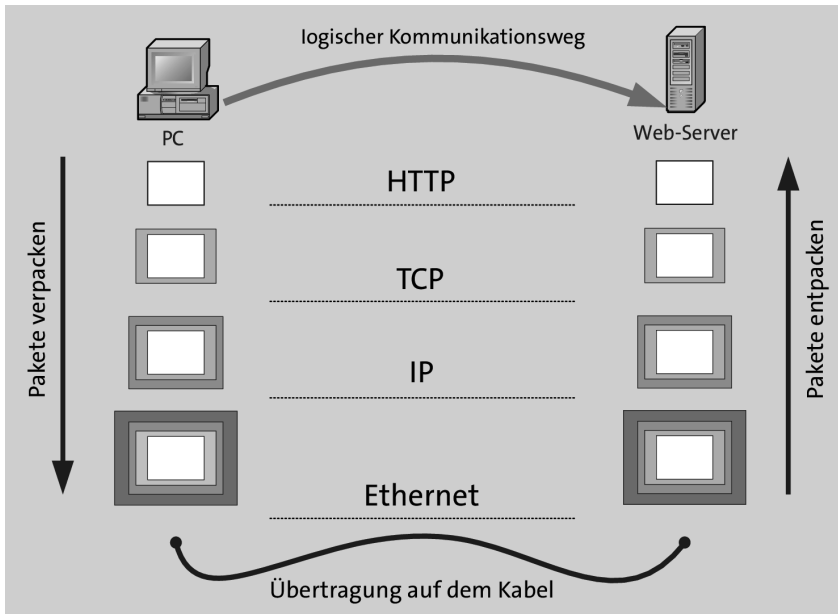 logischer Kommunikationsweg
PC
Web-Server
HTTP
TCP
IP
Ethernet
Pakete verpacken
Pakete entpacken
Übertragung auf dem Kabel